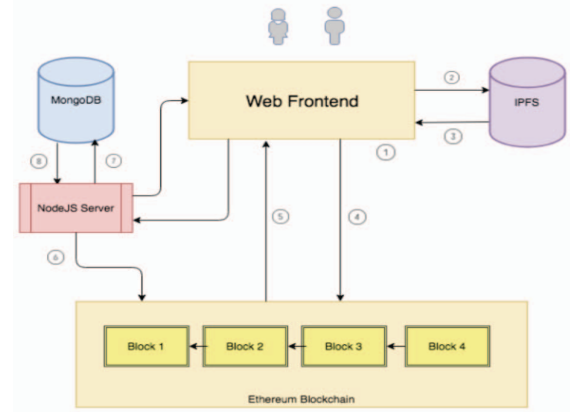 MongoDB
Web Frontend
IPFS
2
3
1
8
7
NodeJS Server
5
4
6
Block 1
Block 2
Block 3
Block 4
Ethereum Blockchain